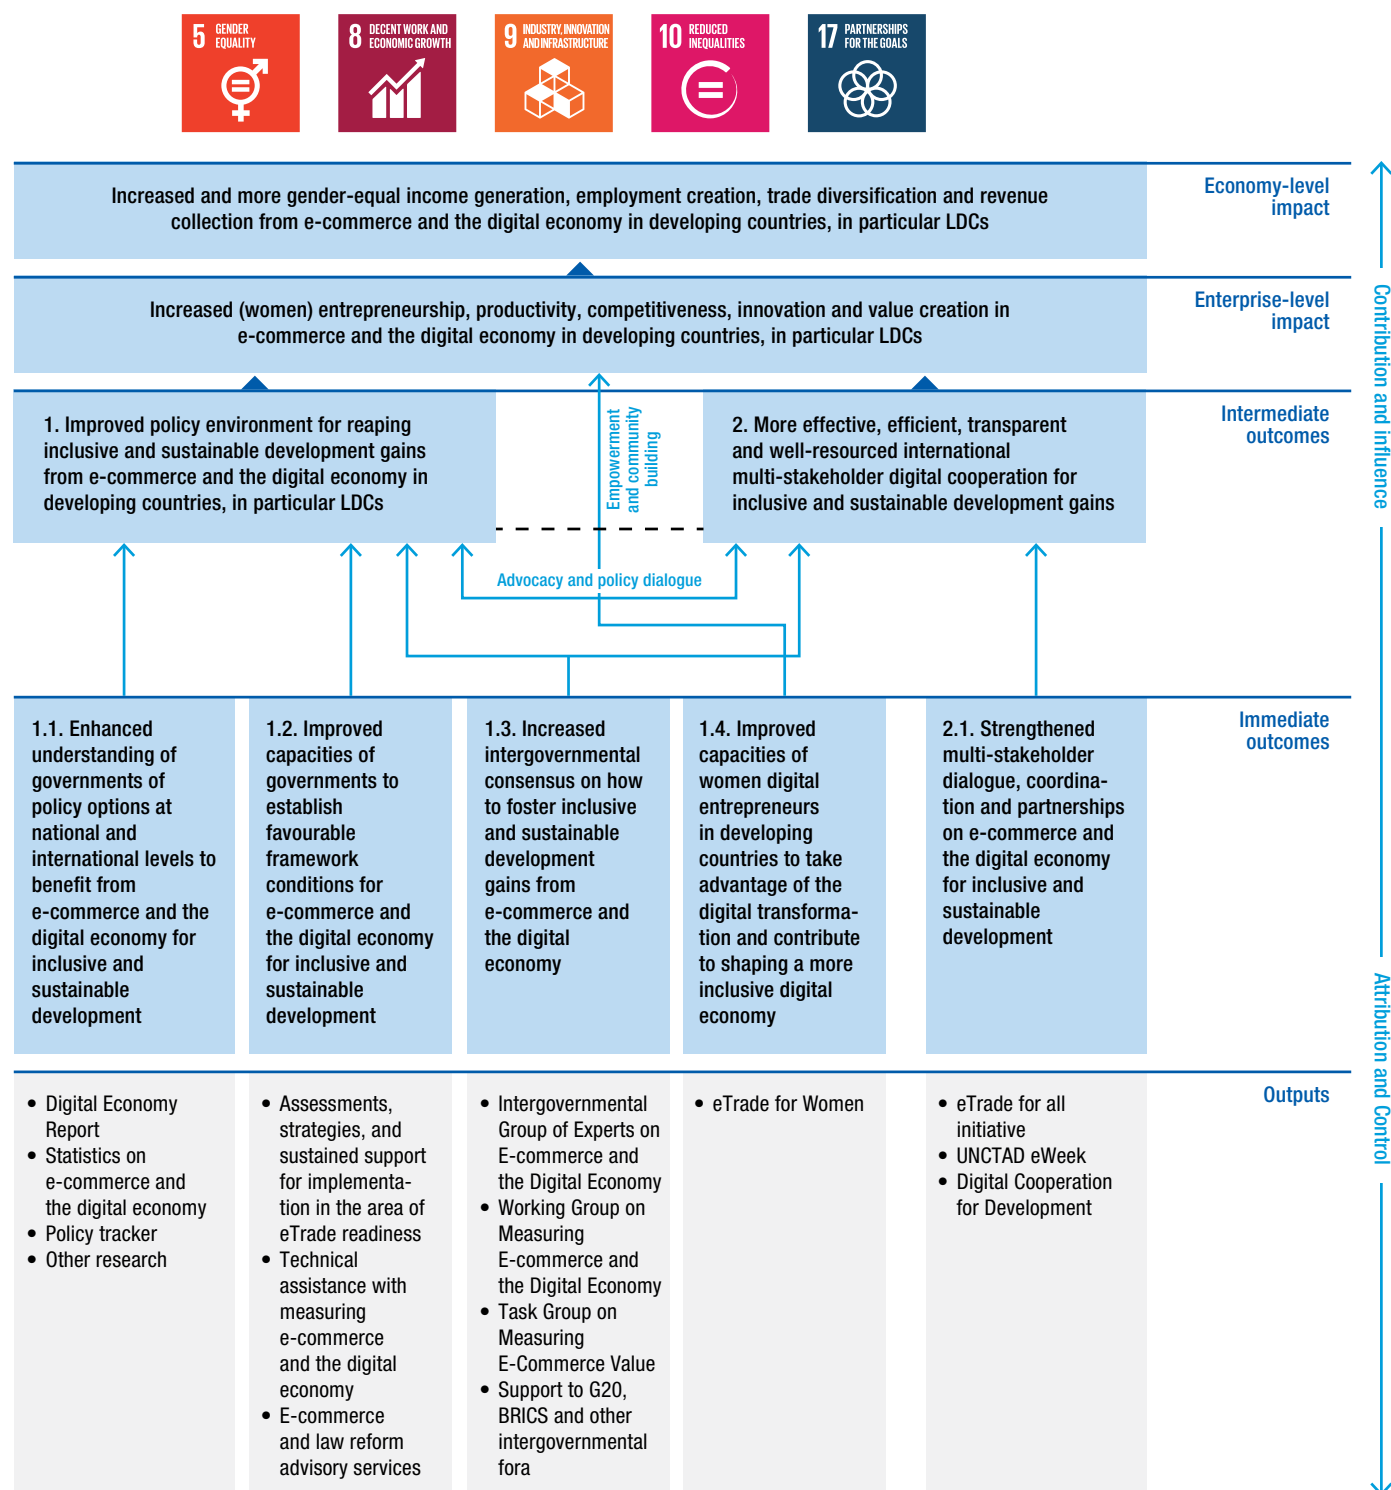 5 GENDER
EQUALITY
8 DECENT WORK AND
ECONOMIC GROWTH
9 INDUSTRY, INNOVATION
AND INFRASTRUCTURE
10 REDUCED
INEQUALITIES
17 PARTNERSHIPS
FOR THE GOALS
Increased and more gender-equal income generation, employment creation, trade diversification and revenue
collection from e-commerce and the digital economy in developing countries, in particular LDCs
Economy-level
impact
Increased (women) entrepreneurship, productivity, competitiveness, innovation and value creation in
e-commerce and the digital economy in developing countries, in particular LDCs
Enterprise-level
impact
1. Improved policy environment for reaping
inclusive and sustainable development gains
from e-commerce and the digital economy in
developing countries, in particular LDCs
Empowerment
and community
building
2. More effective, efficient, transparent
and well-resourced international
multi-stakeholder digital cooperation for
inclusive and sustainable development gains
Intermediate
outcomes
Advocacy and policy dialogue
1.1. Enhanced
understanding of
governments of
policy options at
national and
international levels to
benefit from
e-commerce and the
digital economy for
inclusive and
sustainable
development
1.2. Improved
capacities of
governments to
establish
favourable
framework
conditions for
e-commerce and
the digital economy
for inclusive and
sustainable
development
1.3. Increased
intergovernmental
consensus on how
to foster inclusive
and sustainable
development
gains from
e-commerce and
the digital
economy
1.4. Improved
capacities of
women digital
entrepreneurs
in developing
countries to take
advantage of the
digital transforma-
tion and contribute
to shaping a more
inclusive digital
economy
2.1. Strengthened
multi-stakeholder
dialogue, coordina-
tion and partnerships
on e-commerce and
the digital economy
for inclusive and
sustainable
development
Immediate
outcomes
• Digital Economy
Report
• Statistics on
e-commerce and
the digital economy
• Policy tracker
• Other research
• Assessments,
strategies, and
sustained support
for implementa-
tion in the area of
eTrade readiness
• Technical
assistance with
measuring
e-commerce
and the digital
economy
• E-commerce
and law reform
advisory services
• Intergovernmental
Group of Experts on
E-commerce and
the Digital Economy
• Working Group on
Measuring
E-commerce and
the Digital Economy
• Task Group on
Measuring
E-Commerce Value
• Support to G20,
BRICS and other
intergovernmental
fora
• eTrade for Women
• eTrade for all
initiative
• UNCTAD eWeek
• Digital Cooperation
for Development
Outputs
Contribution and influence
Attribution and Control